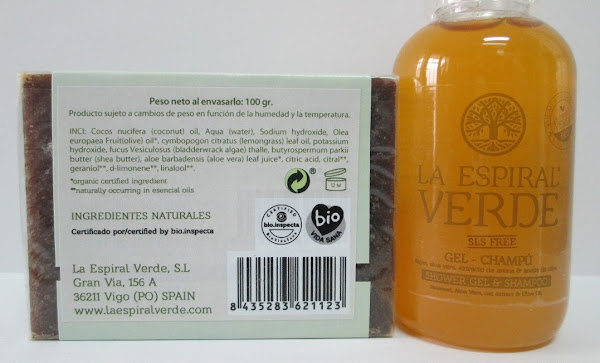 Peso neto al envasarlo: 100 gr.
Producto sujeto a cambios de peso en función de la humedad y la temperatura.
INCI: Cocos nucifera (coconut) oil, Aqua (water), Sodium hydroxide, Olea
europaea Fruit(olive) oil*, cymbopogon citratus (lemongrass) leaf oil, potassium
hydroxide, fucus Vesiculosus (bladderwrack algae) thalle, butyrospermum parkii
butter (shea butter), aloe barbadensis (aloe vera) leaf juice*, citric acid, citral**,
geraniol**, d-limonene**, linalool**.
*organic certified ingredient
**naturally occurring in esencial oils
12 M
INGREDIENTES NATURALES
Certificado por/certified by bio.inspecta
CERTIFIED
bio.inspecta
bio
VIDA SANA
La Espiral Verde, S.L
Gran Via, 156 A
36211 Vigo (PO) SPAIN
www.laespiralverde.com
8 435283 621123
LA ESPIRAL
VERDE
SLS FREE
GEL - CHAMPÚ
SHOWER GEL & SHAMPOO